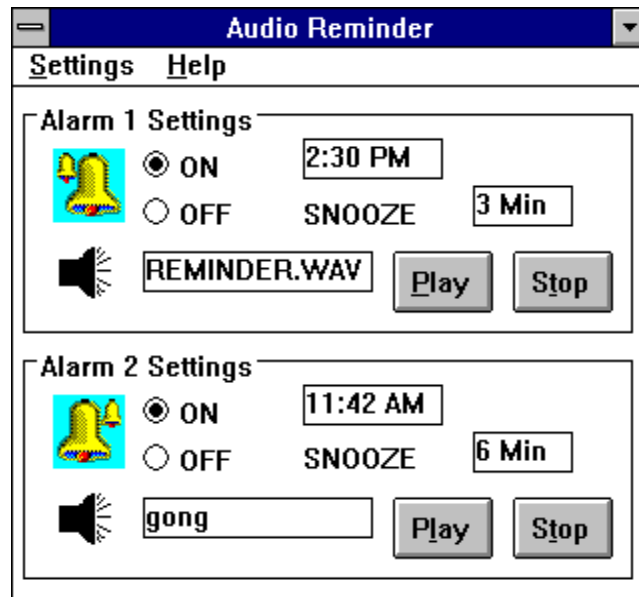 Audio Reminder
Settings Help
Alarm 1 Settings
ON 2:30 PM
OFF SNOOZE 3 Min
REMINDER.WAV Play Stop
Alarm 2 Settings
ON 11:42 AM
OFF SNOOZE 6 Min
gong Play Stop